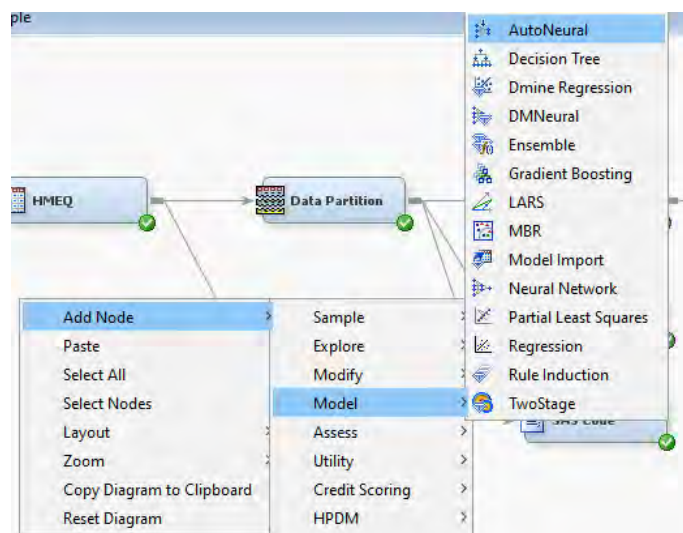 ple
HMEQ
Data Partition
Add Node
Paste
Select All
Select Nodes
Layout
Zoom
Copy Diagram to Clipboard
Reset Diagram
Sample
Explore
Modify
Model
Assess
Utility
Credit Scoring
HPDM
AutoNeural
Decision Tree
Dmine Regression
DMNeural
Ensemble
Gradient Boosting
LARS
MBR
Model Import
Neural Network
Partial Least Squares
Regression
Rule Induction
TwoStage
SAS Code